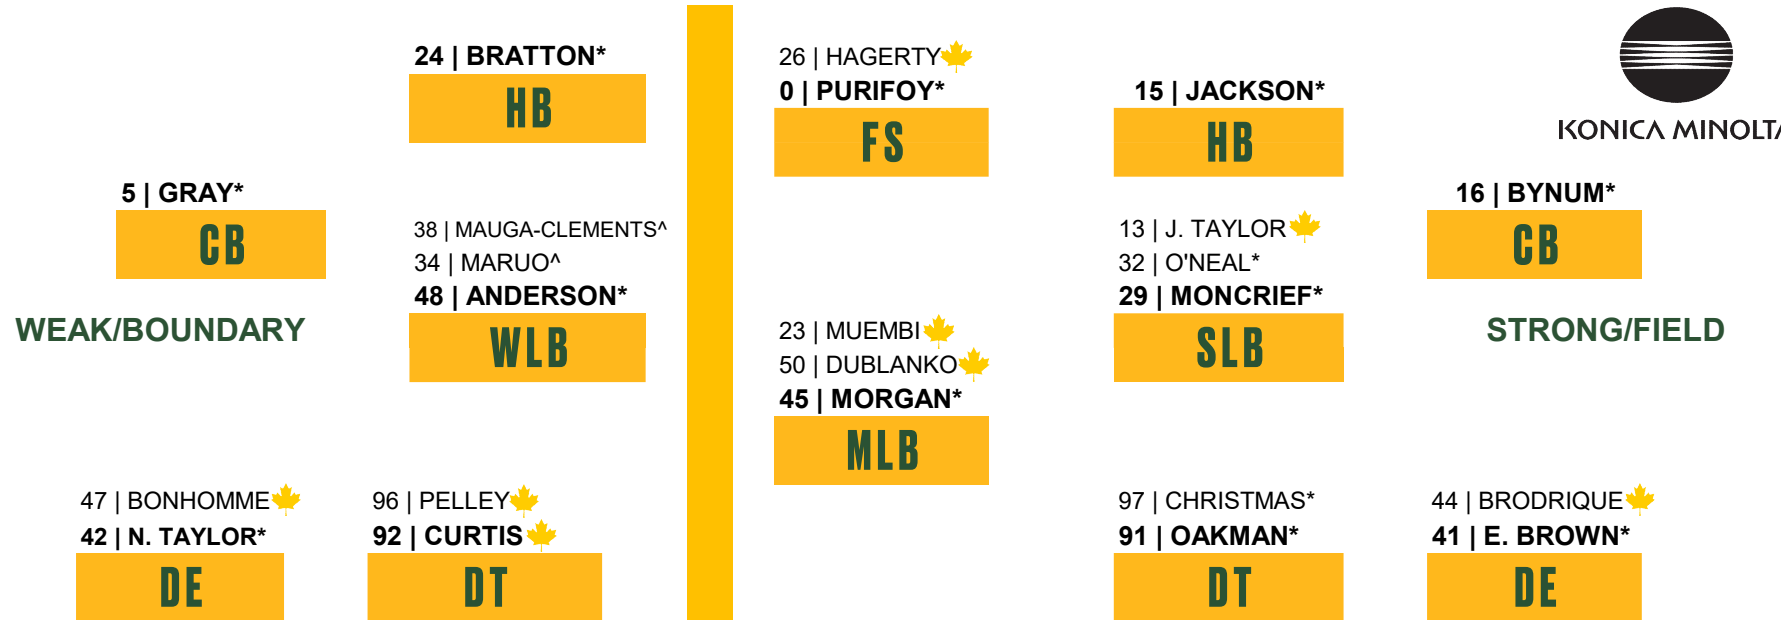 24 | BRATTON*
HB
26 | HAGERTY
0 | PURIFOY*
FS
15 | JACKSON*
HB
KONICA MINOLTA
5 | GRAY*
CB
38 | MAUGA-CLEMENTS^
34 | MARUO^
48 | ANDERSON*
WLB
13 | J. TAYLOR
32 | O'NEAL*
29 | MONCRIEF*
SLB
16 | BYNUM*
CB
WEAK/BOUNDARY
STRONG/FIELD
23 | MUEMBI
50 | DUBLANKO
45 | MORGAN*
MLB
47 | BONHOMME
42 | N. TAYLOR*
DE
96 | PELLEY
92 | CURTIS
DT
97 | CHRISTMAS*
91 | OAKMAN*
DT
44 | BRODRIQUE
41 | E. BROWN*
DE